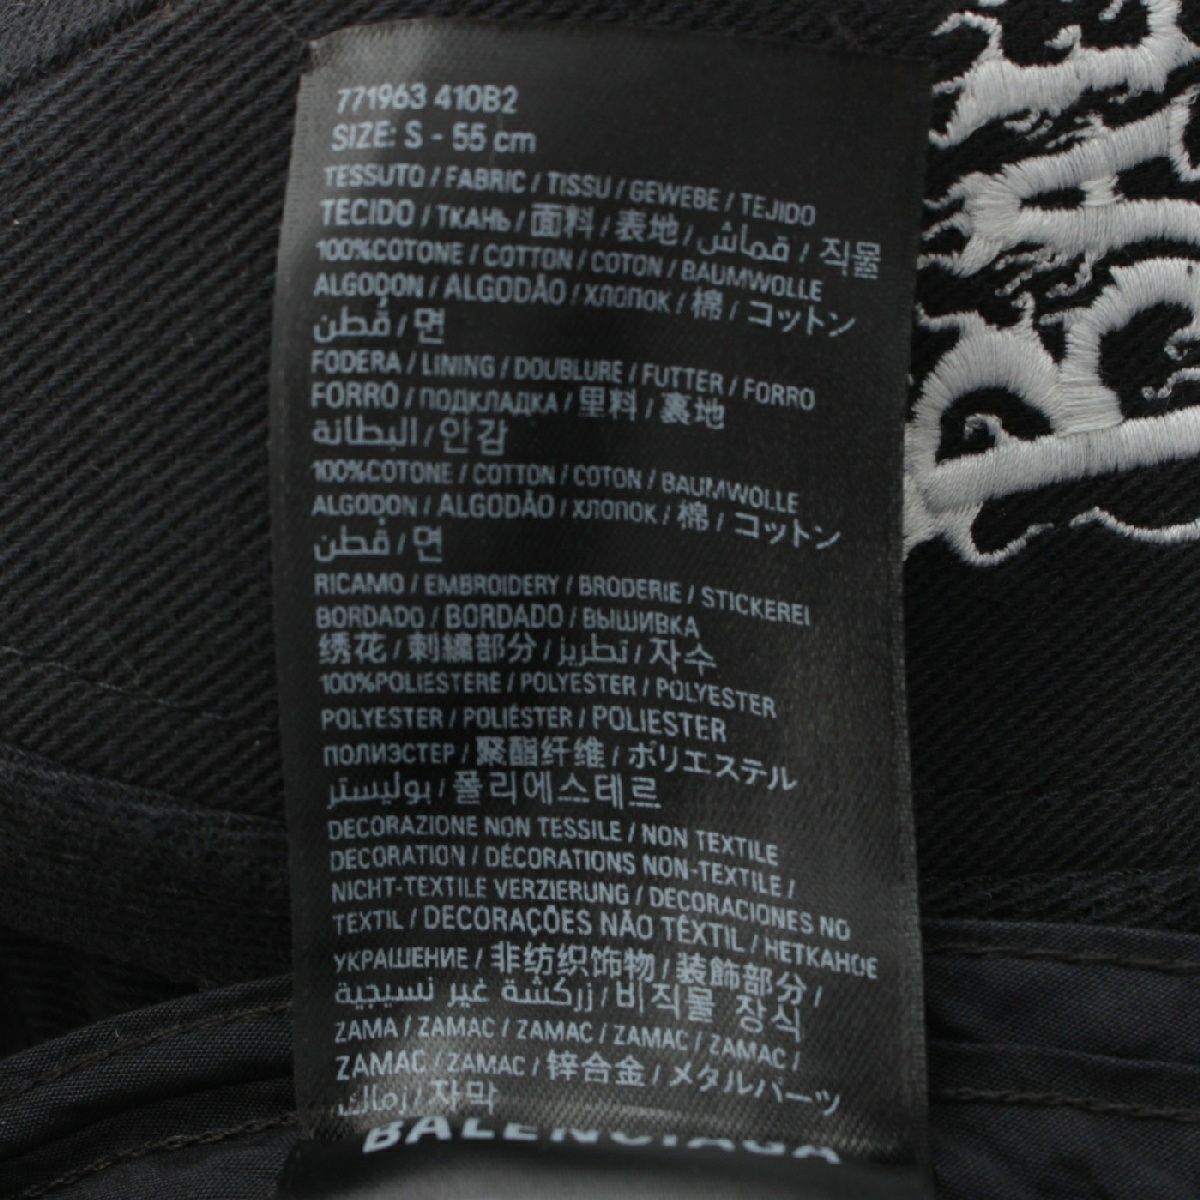 771963 410B2
SIZE: S - 55 cm
TESSUTO / FABRIC / TISSU / GEWEBE / TEJIDO
TECIDO / ТКАНЬ / 面料 / 表地 / قماش / 직물
100%COTONE / COTTON / COTON / BAUMWOLLE
ALGODON / ALGODÃO / ХЛОПОК / 棉 / コットン
قطن / 면
FODERA / LINING / DOUBLURE / FUTTER / FORRO
FORRO / ПОДКЛАДКА / 里料 / 裏地
البطانة / 안감
100%COTONE / COTTON / COTON / BAUMWOLLE
ALGODON / ALGODÃO / ХЛОПОК / 棉 / コットン
قطن / 면
RICAMO / EMBROIDERY / BRODERIE / STICKEREI
BORDADO / BORDADO / ВЫШИВКА
绣花 / 刺繍部分 / تطريز / 자수
100%POLIESTERE / POLYESTER / POLYESTER
POLYESTER / POLIÉSTER / POLIESTER
ПОЛИЭСТЕР / 聚酯纤维 / ポリエステル
بوليستر / 폴리에스테르
DECORAZIONE NON TESSILE / NON TEXTILE
DECORATION / DÉCORATIONS NON-TEXTILE /
NICHT-TEXTILE VERZIERUNG / DECORACIONES NO
TEXTIL / DECORAÇÕES NÃO TÊXTIL / НЕТКАНОЕ
УКРАШЕНИЕ / 非纺织饰物 / 装飾部分 /
زركشة غير نسيجية / 비직물 장식
ZAMA / ZAMAC / ZAMAC / ZAMAC / ZAMAC /
ZAMAC / ZAMAC / 锌合金 / メタルパーツ
زماك / 자막
BALENCIAGA